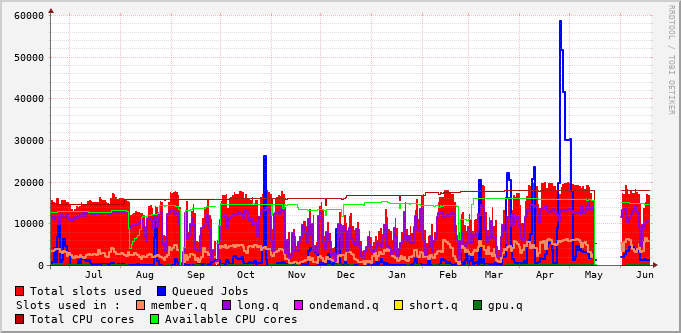 60000
50000
40000
30000
20000
10000
0
Jul Aug Sep Oct Nov Dec Jan Feb Mar Apr May Jun
RRDTOOL / TOBI OETIKER
Total slots used Queued Jobs
Slots used in : member.q long.q ondemand.q short.q gpu.q
Total CPU cores Available CPU cores